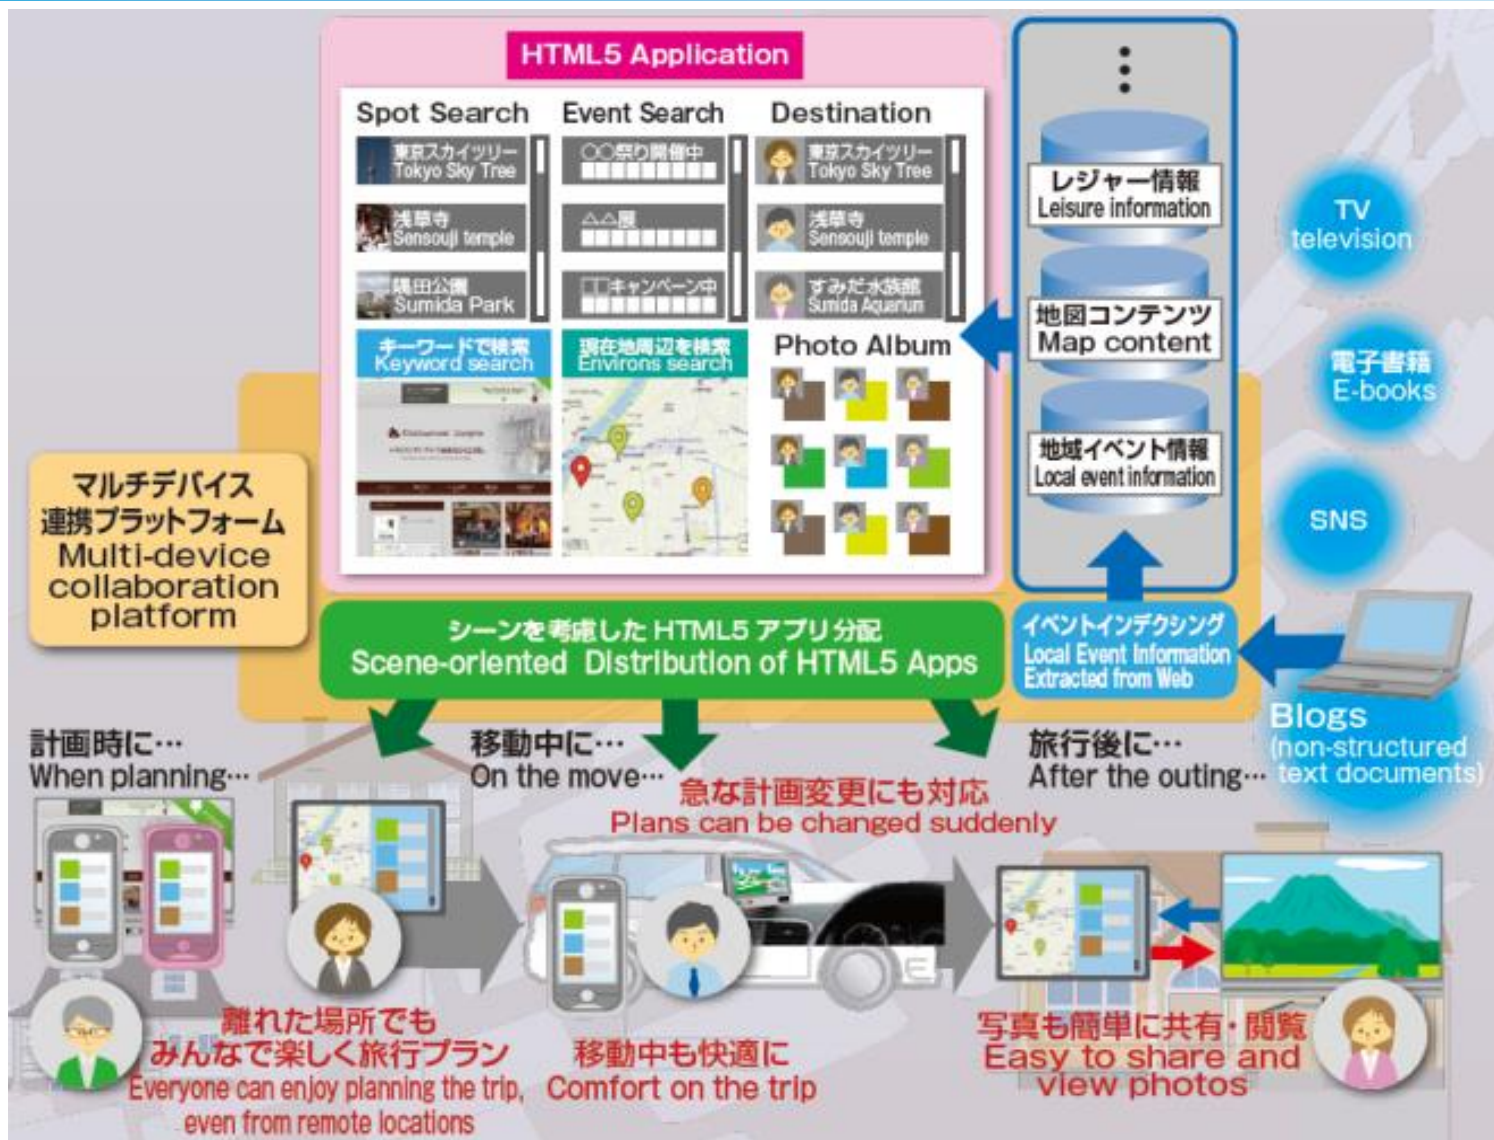 HTML5 Application
Spot Search
東京スカイツリー
Tokyo Sky Tree
浅草寺
Sensouji temple
隅田公園
Sumida Park
キーワードで検索
Keyword search
Event Search
○○祭り開催中
△△展
□□キャンペーン中
現在地周辺を検索
Environs search
Destination
東京スカイツリー
Tokyo Sky Tree
浅草寺
Sensouji temple
すみだ水族館
Sumida Aquarium
Photo Album
レジャー情報
Leisure information
地図コンテンツ
Map content
地域イベント情報
Local event information
TV
television
電子書籍
E-books
SNS
マルチデバイス
連携プラットフォーム
Multi-device
collaboration
platform
シーンを考慮した HTML5 アプリ分配
Scene-oriented Distribution of HTML5 Apps
イベントインデクシング
Local Event Information
Extracted from Web
Blogs
(non-structured
text documents)
計画時に…
When planning…
移動中に…
On the move…
急な計画変更にも対応
Plans can be changed suddenly
旅行後に…
After the outing…
離れた場所でも
みんなで楽しく旅行プラン
Everyone can enjoy planning the trip,
even from remote locations
移動中も快適に
Comfort on the trip
写真も簡単に共有・閲覧
Easy to share and
view photos